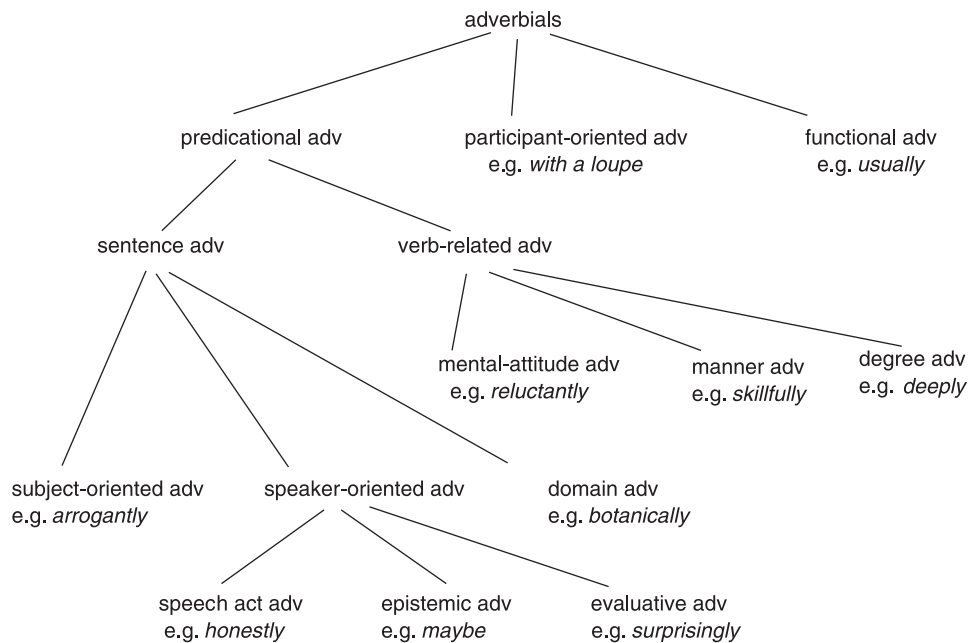 adverbials
predicational adv
participant-oriented adv
e.g. with a loupe
functional adv
e.g. usually
sentence adv
verb-related adv
mental-attitude adv
e.g. reluctantly
manner adv
e.g. skillfully
degree adv
e.g. deeply
subject-oriented adv
e.g. arrogantly
speaker-oriented adv
domain adv
e.g. botanically
speech act adv
e.g. honestly
epistemic adv
e.g. maybe
evaluative adv
e.g. surprisingly